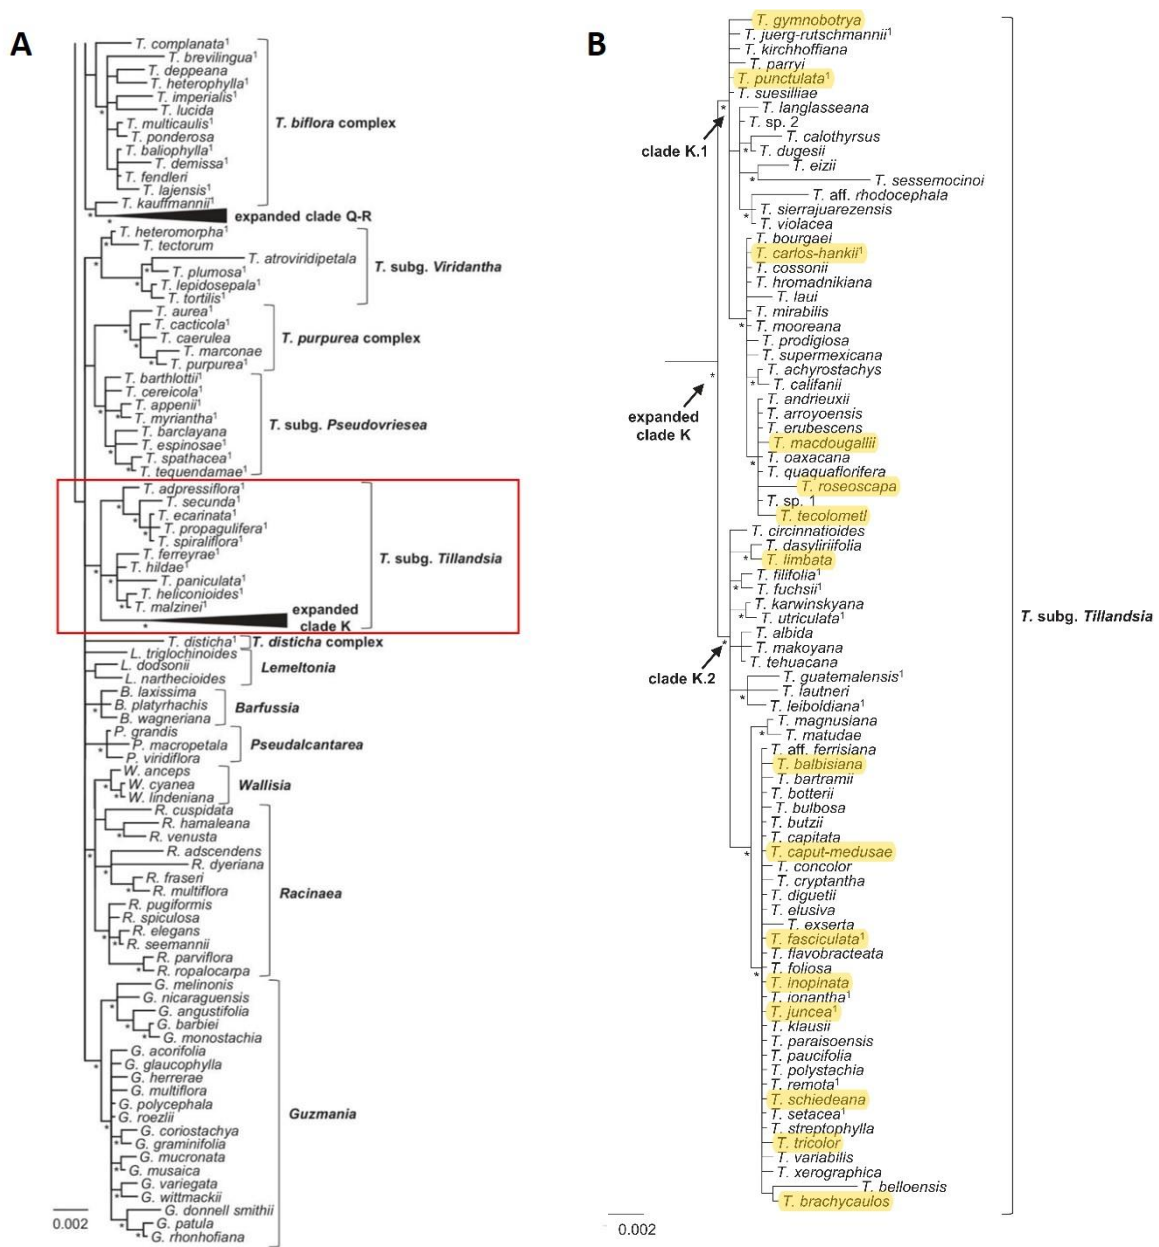 A
T. complanata¹
T. brevilingua¹
T. deppeana
T. heterophylla¹
T. imperialis¹
T. lucida
T. multicaulis¹
T. ponderosa
T. baliophylla¹
T. demissa¹
T. fendleri
T. lajensis¹
T. kauffmannii¹
T. biflora complex
expanded clade Q-R
T. heteromorpha¹
T. tectorum
T. atroviridipetala
T. plumosa¹
T. lepidosepala¹
T. tortilis¹
T. subg. Viridantha
T. aurea¹
T. cacticola¹
T. caerulea
T. marconae
T. purpurea¹
T. purpurea complex
T. barthlottii¹
T. cereicola¹
T. appenii¹
T. myriantha¹
T. barclayana
T. espinosae¹
T. spathacea¹
T. tequendamae¹
T. subg. Pseudovriesea
T. adpressiflora¹
T. secunda¹
T. ecarinata¹
T. propagulifera¹
T. spiraliflora¹
T. ferreyrae¹
T. hildae¹
T. paniculata¹
T. heliconioides¹
T. malzinei¹
expanded
clade K
T. subg. Tillandsia
T. disticha¹
T. disticha complex
L. triglochinoides
L. dodsonii
L. narthecioides
Lemeltonia
B. laxissima
B. platyrhachis
B. wagneriana
Barfussia
P. grandis
P. macropetala
P. viridiflora
Pseudalcantarea
W. anceps
W. cyanea
W. lindeniana
Wallisia
R. cuspidata
R. hamaleana
R. venusta
R. adscendens
R. dyeriana
R. fraseri
R. multiflora
R. pugiformis
R. spiculosa
R. elegans
R. seemannii
R. parviflora
R. ropalocarpa
Racinaea
G. melinonis
G. nicaraguensis
G. angustifolia
G. barbiei
G. monostachia
G. acorifolia
G. glaucophylla
G. herrerae
G. multiflora
G. polycephala
G. roezlii
G. coriostachya
G. graminifolia
G. mucronata
G. musaica
G. variegata
G. wittmackii
G. donnell smithii
G. patula
G. rhonhofiana
Guzmania
0.002
B
T. gymnobotrya
T. juerg-rutschmannii¹
T. kirchhoffiana
T. parryi
T. punctulata¹
T. suesilliae
T. langlasseana
T. sp. 2
T. calothyrsus
T. dugesii
T. eizii
T. sessemocinoi
T. aff. rhodocephala
T. sierrajuarezensis
T. violacea
T. bourgaei
T. carlos-hankii¹
T. cossonii
T. hromadnikiana
T. laui
T. mirabilis
T. mooreana
T. prodigiosa
T. supermexicana
T. achyrostachys
T. califanii
T. andrieuxii
T. arroyoensis
T. erubescens
T. macdougallii
T. oaxacana
T. quaquaflorifera
T. roseoscapa
T. sp. 1
T. tecolometl
clade K.1
expanded
clade K
T. circinnatioides
T. dasyliriifolia
T. limbata
T. filifolia¹
T. fuchsii¹
T. karwinskyana
T. utriculata¹
T. albida
T. makoyana
T. tehuacana
T. guatemalensis¹
T. lautneri
T. leiboldiana¹
T. magnusiana
T. matudae
T. aff. ferrisiana
T. balbisiana
T. bartramii
T. botterii
T. bulbosa
T. butzii
T. capitata
T. caput-medusae
T. concolor
T. cryptantha
T. diguetii
T. elusiva
T. exserta
T. fasciculata¹
T. flavobracteata
T. foliosa
T. inopinata
T. ionantha¹
T. juncea¹
T. klausii
T. paraisoensis
T. paucifolia
T. polystachya
T. remota¹
T. schiedeana
T. setacea¹
T. streptophylla
T. tricolor
T. variabilis
T. xerographica
T. belloensis
T. brachycaulos
clade K.2
T. subg. Tillandsia
0.002